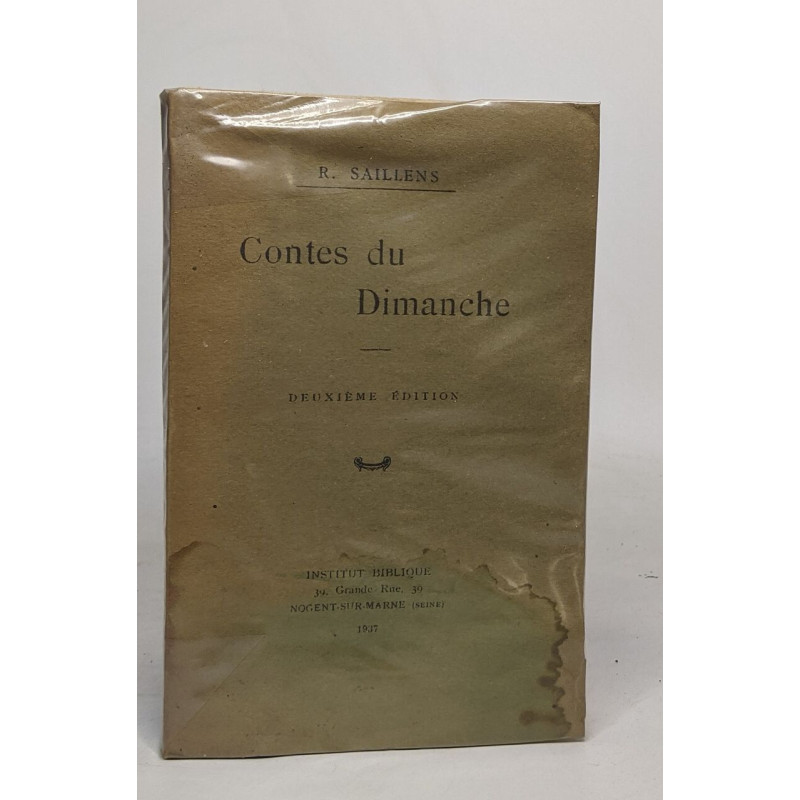 R. SAILLENS
Contes du
Dimanche
DEUXIÈME ÉDITION
INSTITUT BIBLIQUE
39, Grande Rue, 39
NOGENT-SUR-MARNE (SEINE)
1937